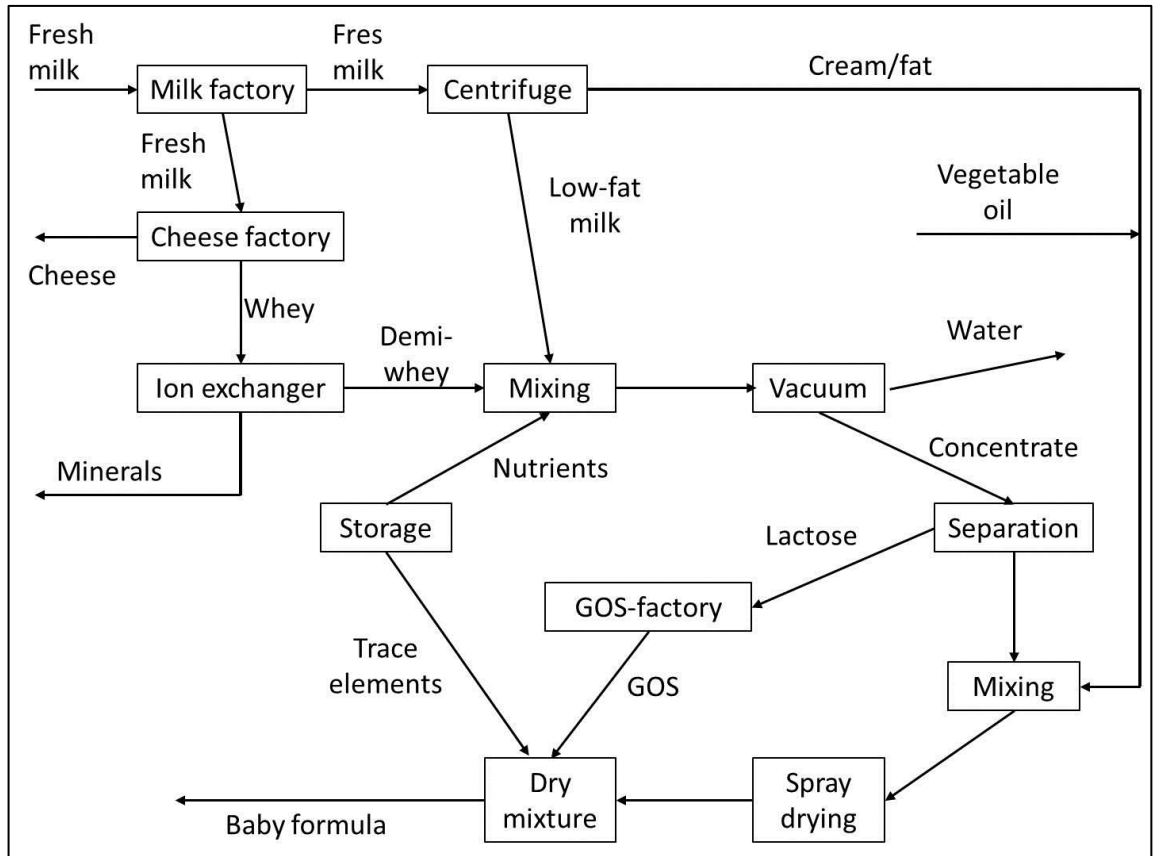 Fresh
milk
Fres
milk
Cream/fat
Milk factory
Centrifuge
Fresh
milk
Low-fat
milk
Vegetable
oil
Cheese factory
Cheese
Whey
Demi-
whey
Water
Ion exchanger
Mixing
Vacuum
Minerals
Nutrients
Concentrate
Storage
Lactose
Separation
GOS-factory
Trace
elements
GOS
Mixing
Dry
mixture
Spray
drying
Baby formula